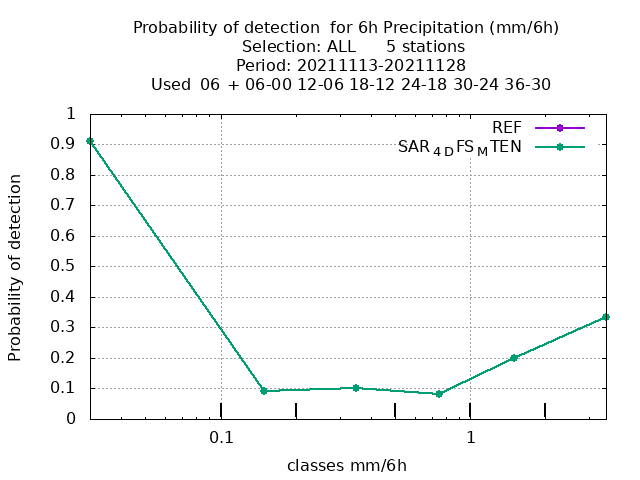 Probability of detection  for 6h Precipitation (mm/6h)
Selection: ALL      5 stations
Period: 20211113-20211128
Used  06 + 06-00 12-06 18-12 24-18 30-24 36-30
REF
SAR4DFSMTEN
Probability of detection
1
0.9
0.8
0.7
0.6
0.5
0.4
0.3
0.2
0.1
0
0.1 1
classes mm/6h